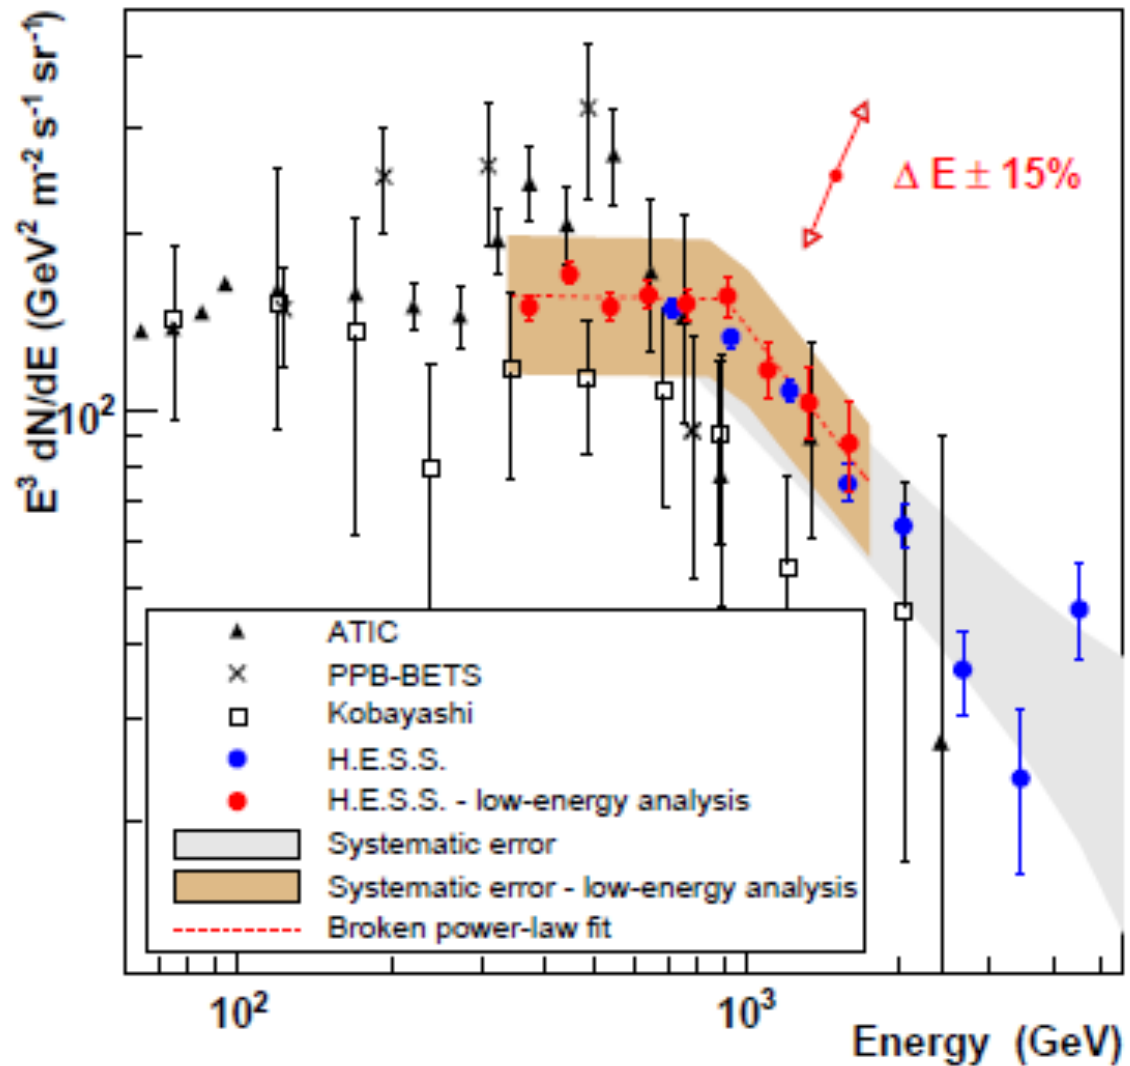 E³ dN/dE (GeV² m⁻² s⁻¹ sr⁻¹)
Δ E ± 15%
10²
ATIC
PPB-BETS
Kobayashi
H.E.S.S.
H.E.S.S. - low-energy analysis
Systematic error
Systematic error - low-energy analysis
Broken power-law fit
10² 10³
Energy (GeV)